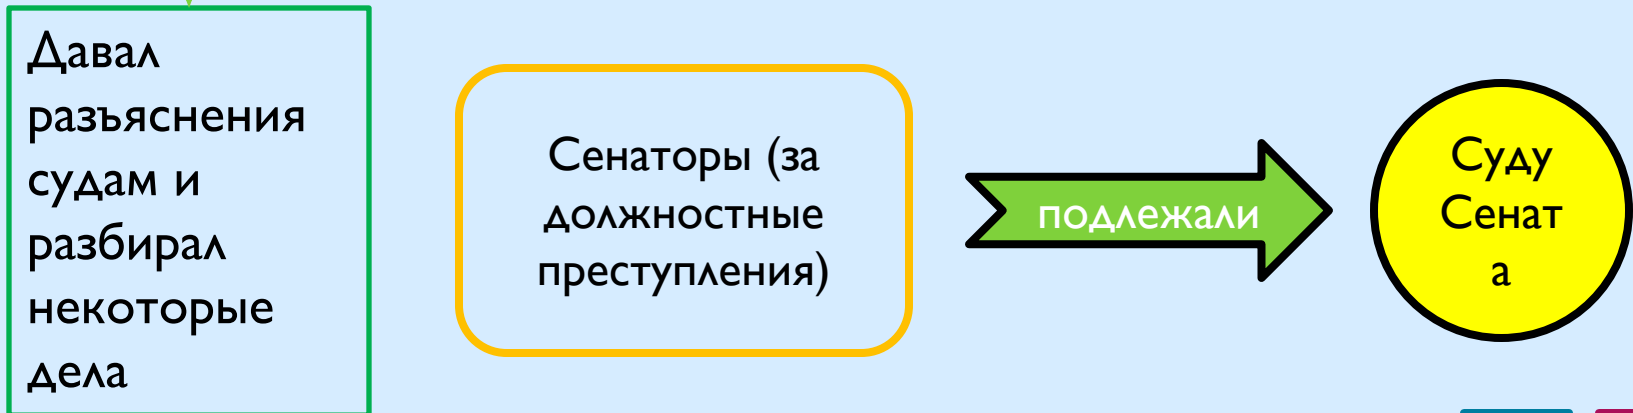 Давал
разъяснения
судам и
разбирал
некоторые
дела
Сенаторы (за
должностные
преступления)
подлежали
Суду
Сенат
а